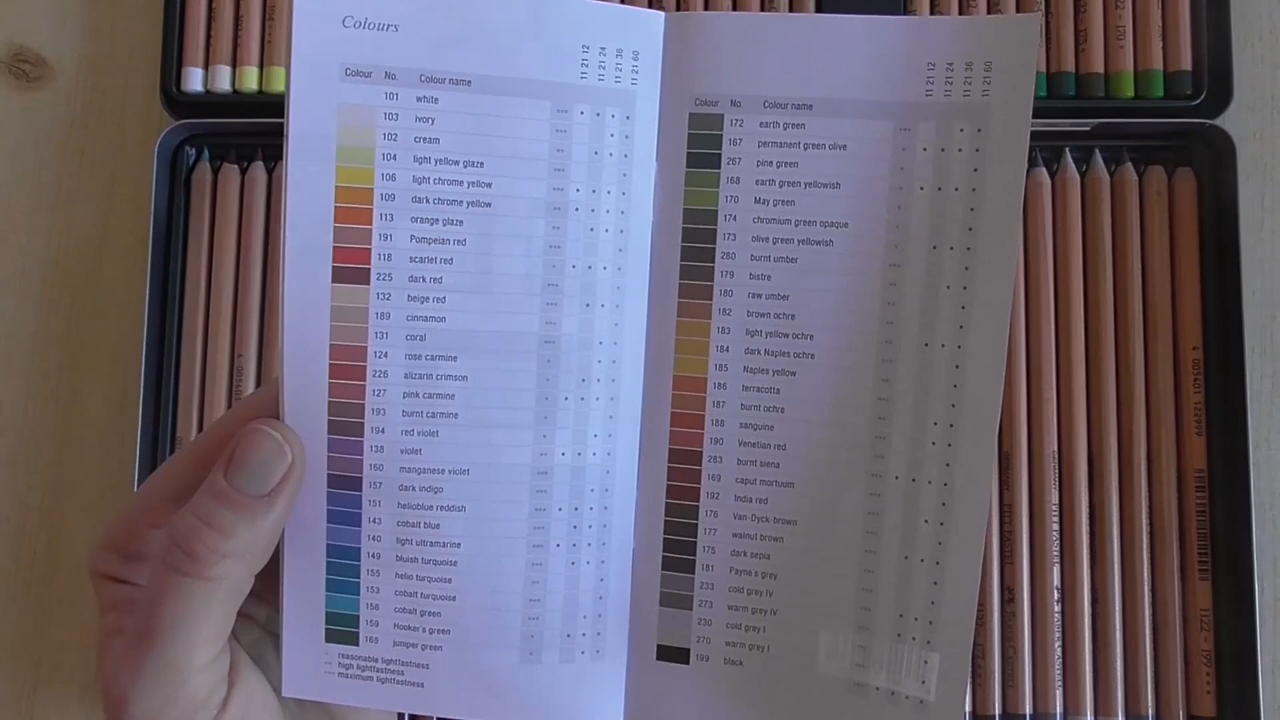 Colours
Colour No. Colour name 11 21 12 11 21 24 11 21 36 11 21 60
101 white
103 ivory
102 cream
104 light yellow glaze
106 light chrome yellow
109 dark chrome yellow
113 orange glaze
191 Pompeian red
118 scarlet red
225 dark red
132 beige red
189 cinnamon
131 coral
124 rose carmine
226 alizarin crimson
127 pink carmine
193 burnt carmine
194 red violet
138 violet
160 manganese violet
157 dark indigo
151 helioblue reddish
143 cobalt blue
140 light ultramarine
149 bluish turquoise
155 helio turquoise
153 cobalt turquoise
156 cobalt green
159 Hooker's green
165 juniper green
* reasonable lightfastness
** high lightfastness
*** maximum lightfastness
Colour No. Colour name 11 21 12 11 21 24 11 21 36 11 21 60
172 earth green
167 permanent green olive
267 pine green
168 earth green yellowish
170 May green
174 chromium green opaque
173 olive green yellowish
280 burnt umber
179 bistre
180 raw umber
182 brown ochre
183 light yellow ochre
184 dark Naples ochre
185 Naples yellow
186 terracotta
187 burnt ochre
188 sanguine
190 Venetian red
283 burnt siena
169 caput mortuum
192 India red
176 Van-Dyck-brown
177 walnut brown
175 dark sepia
181 Payne's grey
233 cold grey IV
273 warm grey IV
230 cold grey I
270 warm grey I
199 black
4 005401 122999
1122 - 199 ***